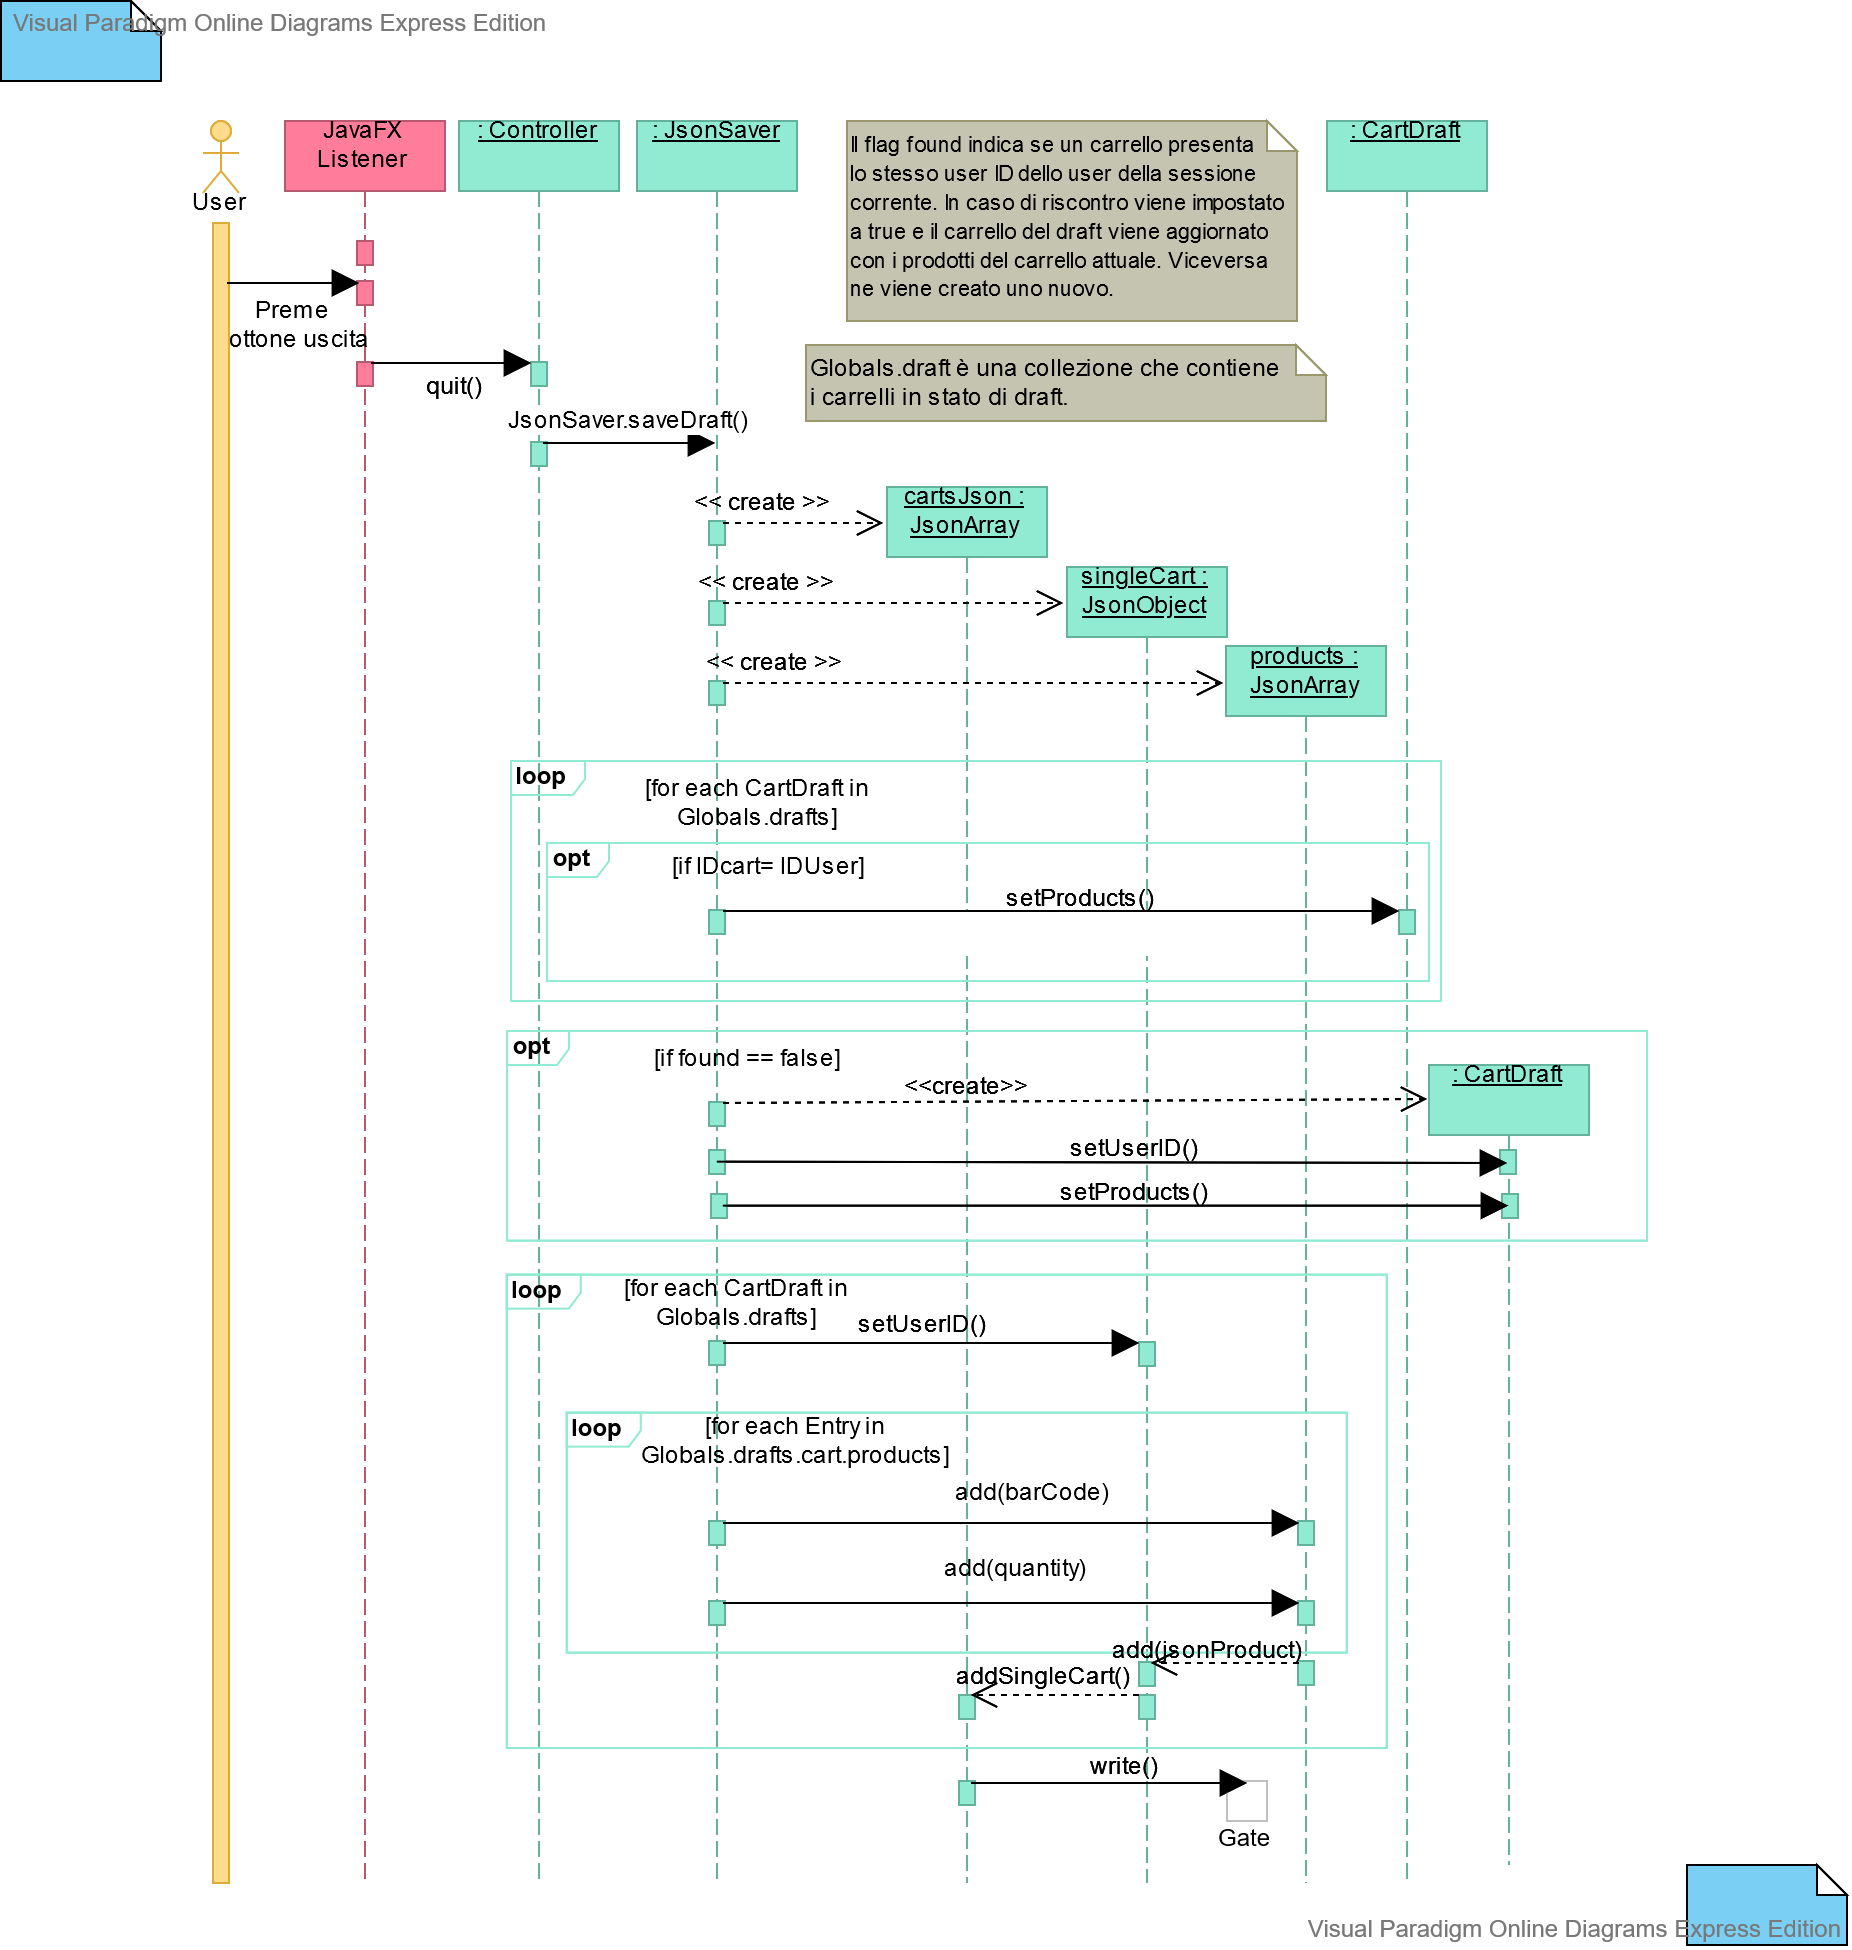 Visual Paradigm Online Diagrams Express Edition
User
JavaFX
Listener
: Controller
: JsonSaver
Il flag found indica se un carrello presenta
lo stesso user ID dello user della sessione
corrente. In caso di riscontro viene impostato
a true e il carrello del draft viene aggiornato
con i prodotti del carrello attuale. Viceversa
ne viene creato uno nuovo.
: CartDraft
Preme
ottone uscita
quit()
Globals.draft è una collezione che contiene
i carrelli in stato di draft.
JsonSaver.saveDraft()
<< create >>
cartsJson :
JsonArray
<< create >>
singleCart :
JsonObject
<< create >>
products :
JsonArray
loop
[for each CartDraft in
Globals.drafts]
opt
[if IDcart= IDUser]
setProducts()
opt
[if found == false]
<<create>>
: CartDraft
setUserID()
setProducts()
loop
[for each CartDraft in
Globals.drafts]
setUserID()
loop
[for each Entry in
Globals.drafts.cart.products]
add(barCode)
add(quantity)
add(jsonProduct)
addSingleCart()
write()
Gate
Visual Paradigm Online Diagrams Express Edition